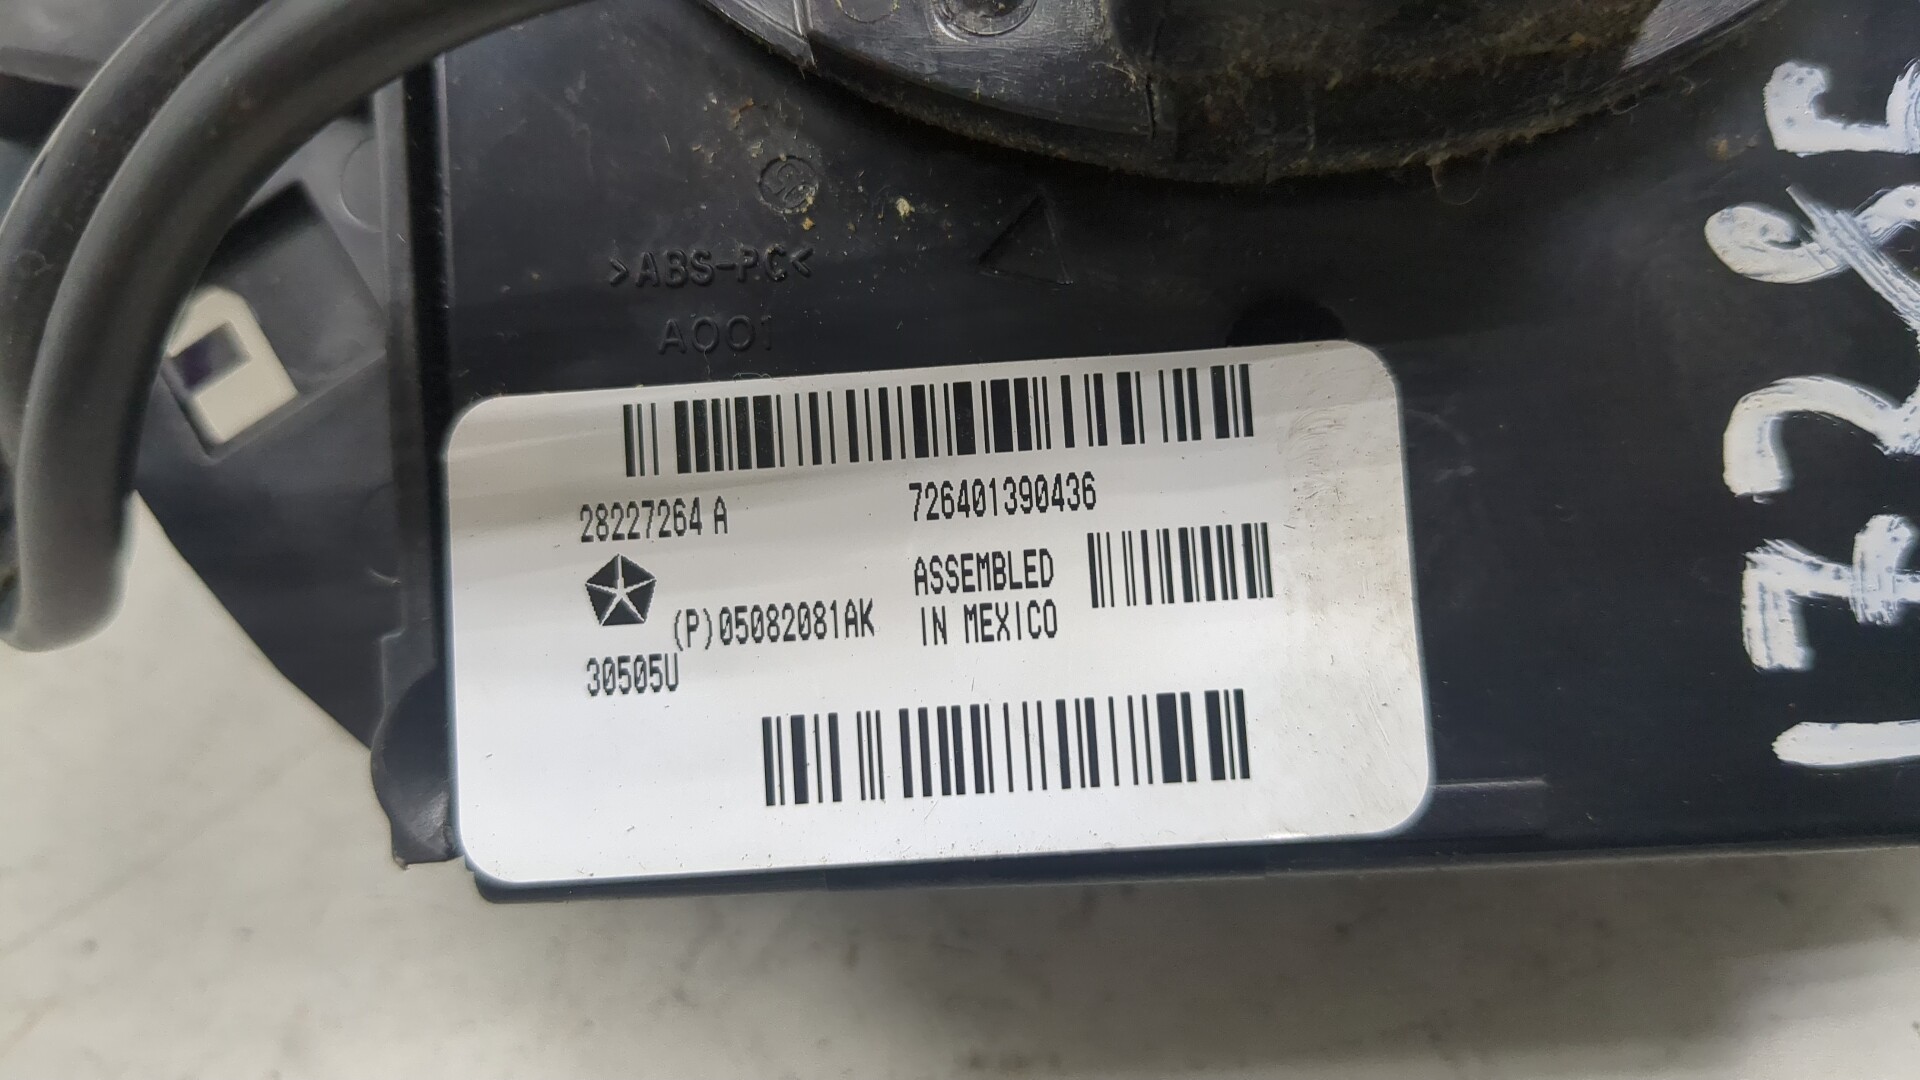 >ABS-PC<
A001
28227264 A
726401390436
ASSEMBLED
IN MEXICO
(P)05082081AK
30505U